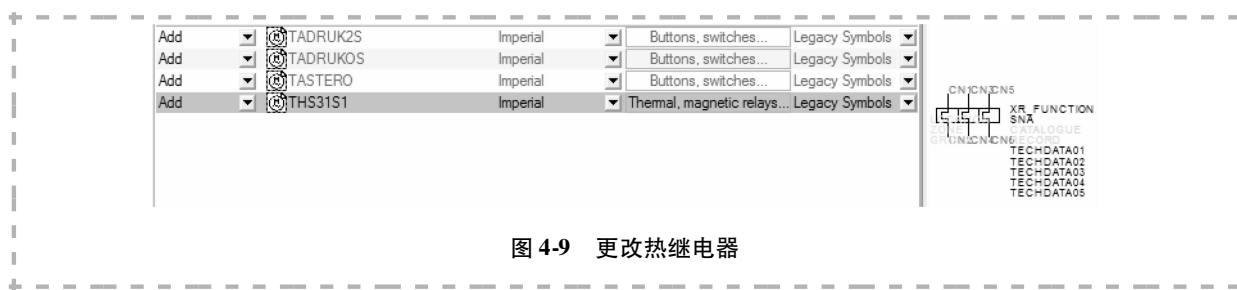 Add TADRUK2S Imperial Buttons, switches... Legacy Symbols
Add TADRUKOS Imperial Buttons, switches... Legacy Symbols
Add TASTERO Imperial Buttons, switches... Legacy Symbols
Add THS31S1 Imperial Thermal, magnetic relays... Legacy Symbols
CN1CN3CN5
XR_FUNCTION
SNA
ZONE CATALOGUE
CN2CN4CN6 RECORD
TECHDATA01
TECHDATA02
TECHDATA03
TECHDATA04
TECHDATA05
图 4-9 更改热继电器